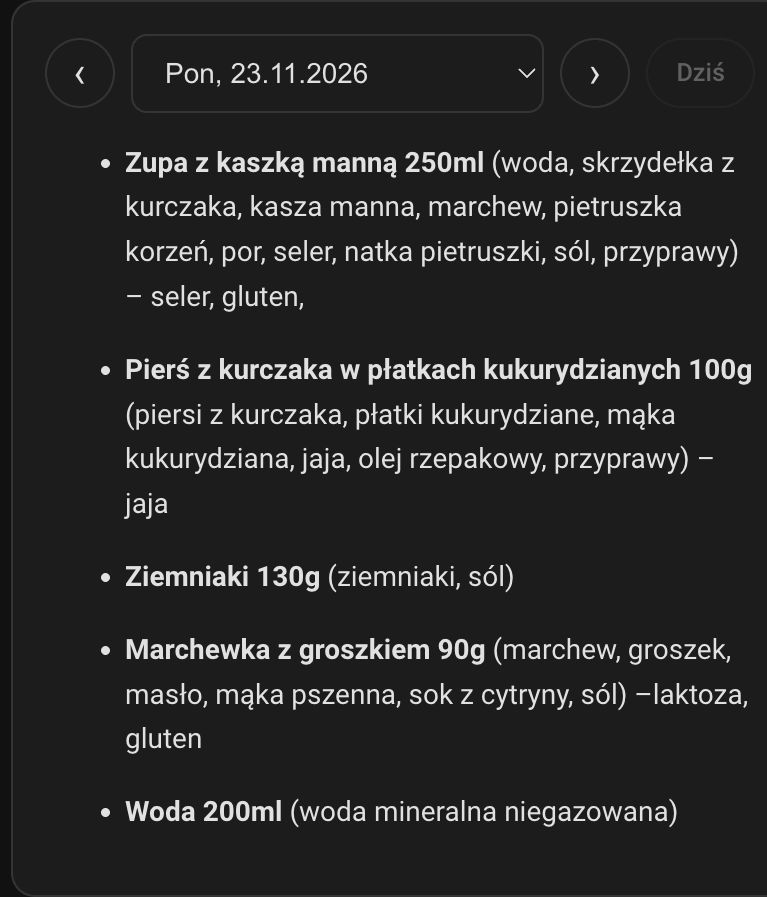 ‹ Pon, 23.11.2026 › Dziś
• Zupa z kaszką manną 250ml (woda, skrzydełka z
kurczaka, kasza manna, marchew, pietruszka
korzeń, por, seler, natka pietruszki, sól, przyprawy)
– seler, gluten,
• Pierś z kurczaka w płatkach kukurydzianych 100g
(piersi z kurczaka, płatki kukurydziane, mąka
kukurydziana, jaja, olej rzepakowy, przyprawy) –
jaja
• Ziemniaki 130g (ziemniaki, sól)
• Marchewka z groszkiem 90g (marchew, groszek,
masło, mąka pszenna, sok z cytryny, sól) –laktoza,
gluten
• Woda 200ml (woda mineralna niegazowana)